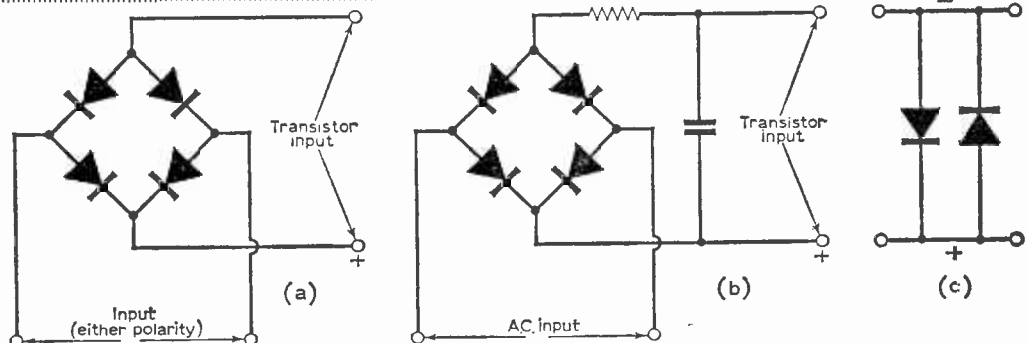 Transistor
input
+
(a)
Input
(either polarity)
Transistor
input
+
(b)
AC input
+
(c)